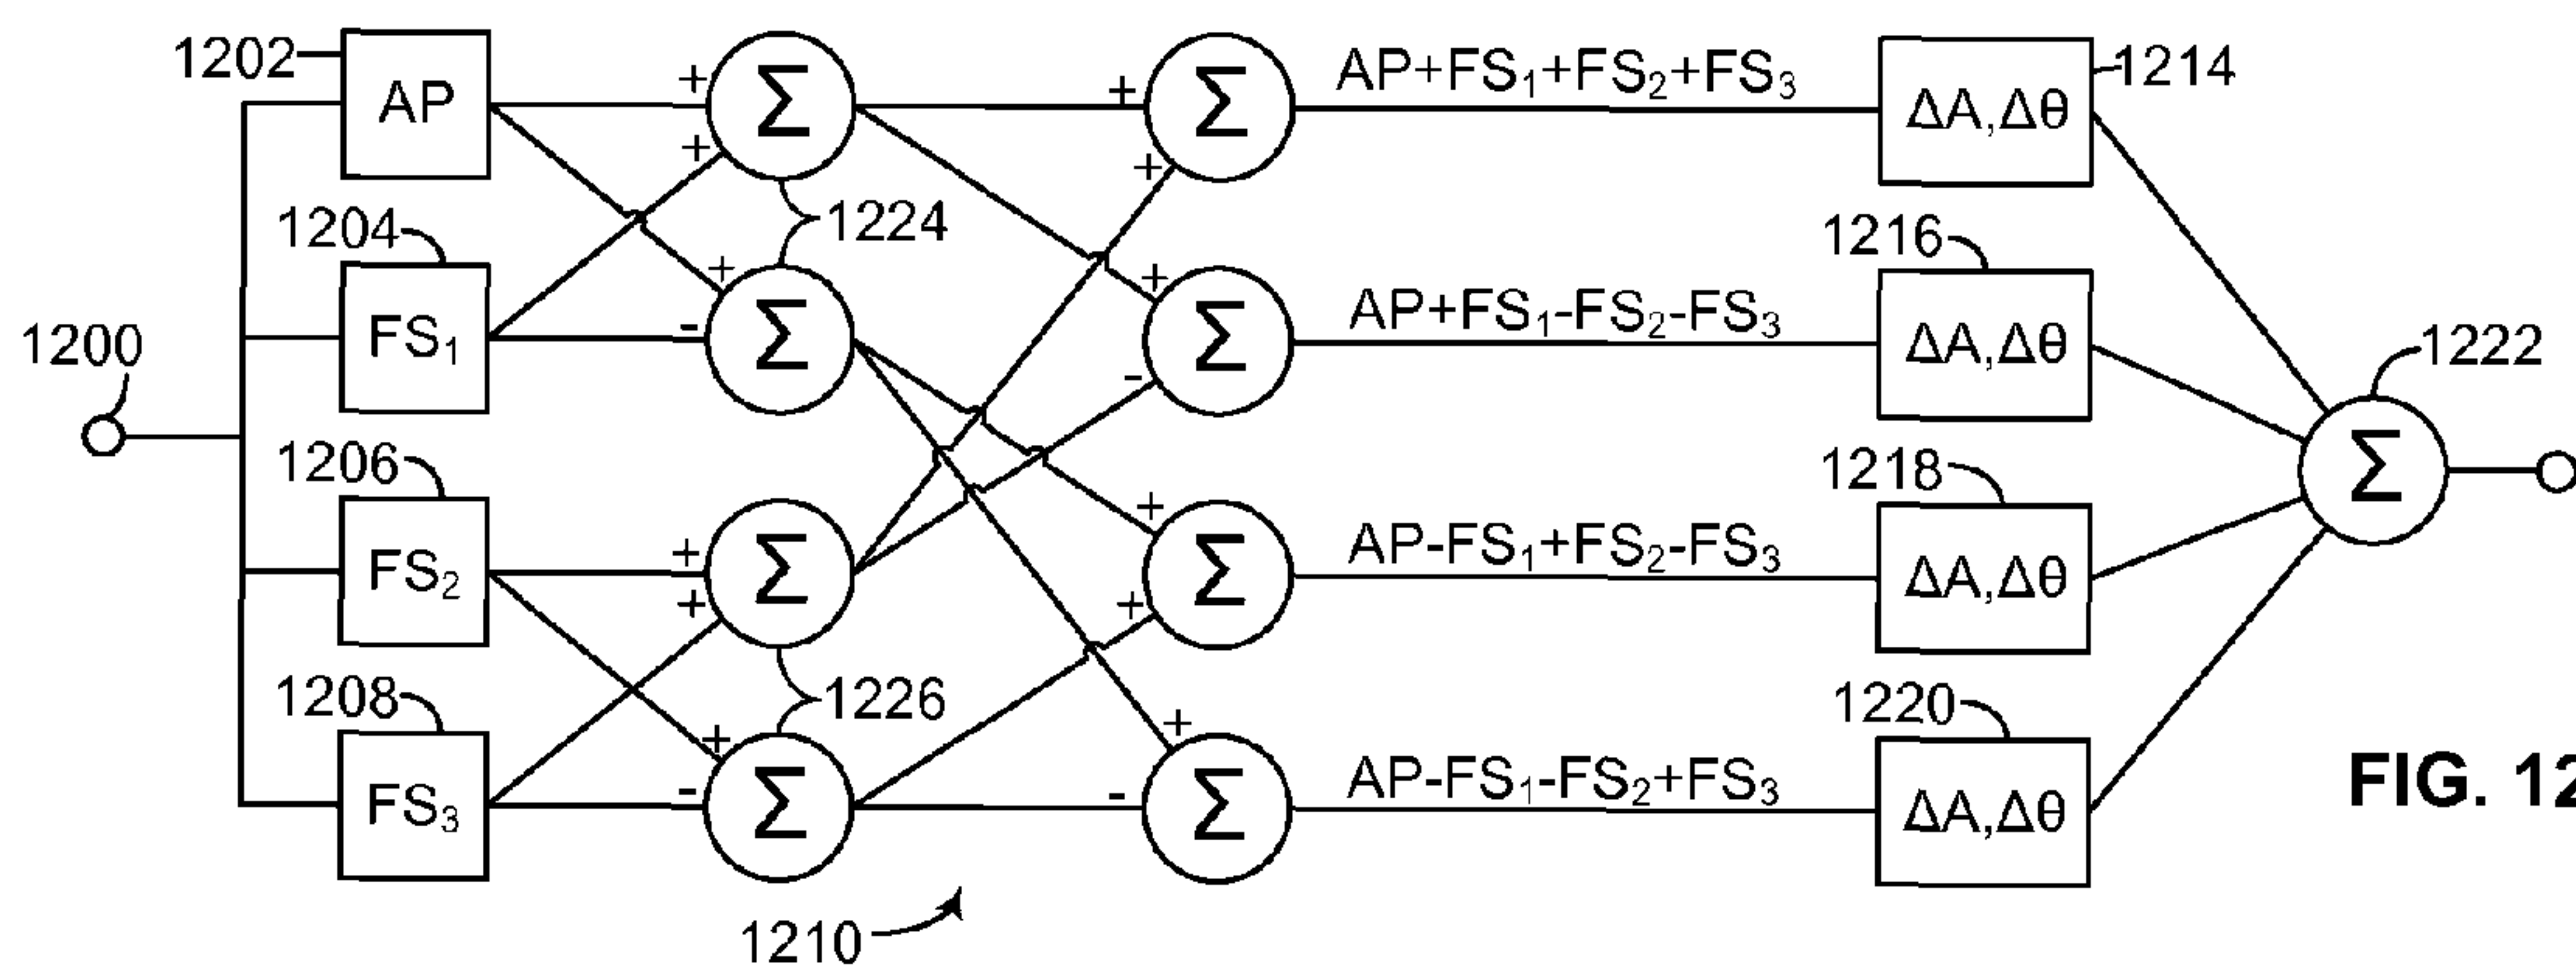 1202
AP
+
+
Σ
+
+
Σ
AP+FS₁+FS₂+FS₃
ΔA,Δθ
1214
1204
FS₁
1224
+
-
Σ
+
-
Σ
AP+FS₁-FS₂-FS₃
1216
ΔA,Δθ
1200
1222
Σ
1206
FS₂
+
+
Σ
+
+
Σ
AP-FS₁+FS₂-FS₃
1218
ΔA,Δθ
1208
FS₃
1226
+
-
Σ
+
-
Σ
AP-FS₁-FS₂+FS₃
1220
ΔA,Δθ
FIG. 12
1210